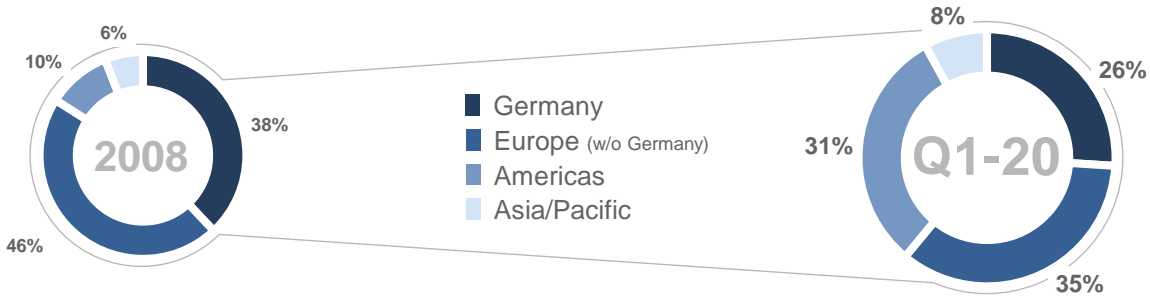 6%
10%
38%
2008
46%
Germany
Europe (w/o Germany)
Americas
Asia/Pacific
8%
26%
31%
Q1-20
35%